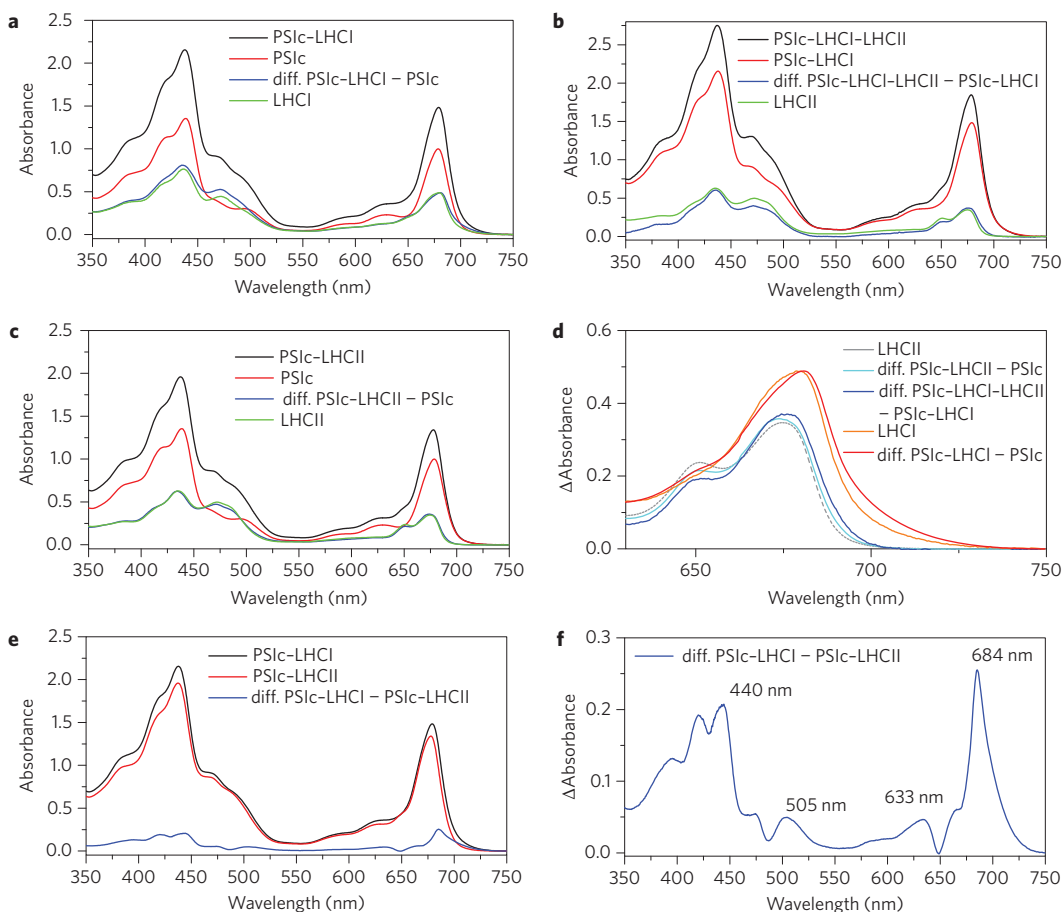 a
Absorbance
2.5
2.0
1.5
1.0
0.5
0.0
PSIc–LHCI
PSIc
diff. PSIc–LHCI – PSIc
LHCI
350 400 450 500 550 600 650 700 750
Wavelength (nm)
b
Absorbance
2.5
2.0
1.5
1.0
0.5
0.0
PSIc–LHCI–LHCII
PSIc–LHCI
diff. PSIc–LHCI–LHCII – PSIc–LHCI
LHCII
350 400 450 500 550 600 650 700 750
Wavelength (nm)
c
Absorbance
2.5
2.0
1.5
1.0
0.5
0.0
PSIc–LHCII
PSIc
diff. PSIc–LHCII – PSIc
LHCII
350 400 450 500 550 600 650 700 750
Wavelength (nm)
d
ΔAbsorbance
0.6
0.4
0.2
0.0
LHCII
diff. PSIc–LHCII – PSIc
diff. PSIc–LHCI–LHCII
– PSIc–LHCI
LHCI
diff. PSIc–LHCI – PSIc
650 700 750
Wavelength (nm)
e
Absorbance
2.5
2.0
1.5
1.0
0.5
0.0
PSIc–LHCI
PSIc–LHCII
diff. PSIc–LHCI – PSIc–LHCII
350 400 450 500 550 600 650 700 750
Wavelength (nm)
f
ΔAbsorbance
0.3
0.2
0.1
0.0
diff. PSIc–LHCI – PSIc–LHCII
684 nm
440 nm
505 nm
633 nm
350 400 450 500 550 600 650 700 750
Wavelength (nm)